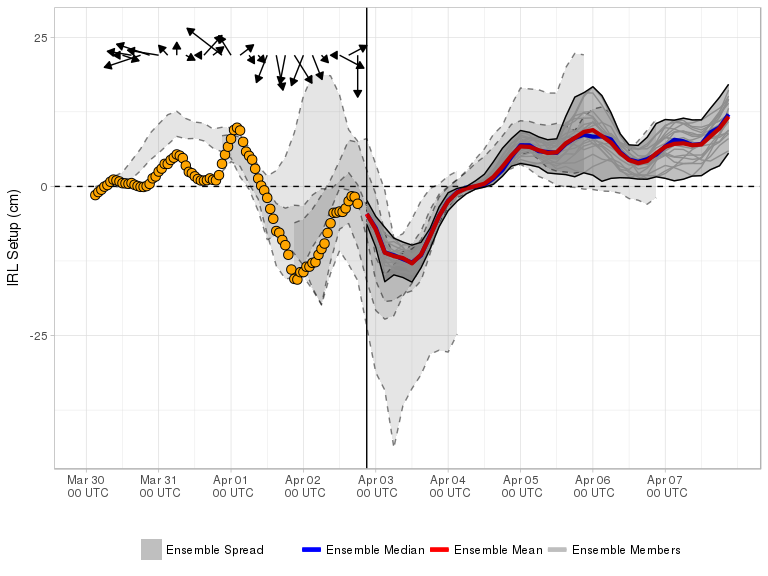 25
0
-25
IRL Setup (cm)
Mar 30 Mar 31 Apr 01 Apr 02 Apr 03 Apr 04 Apr 05 Apr 06 Apr 07
00 UTC 00 UTC 00 UTC 00 UTC 00 UTC 00 UTC 00 UTC 00 UTC 00 UTC
Ensemble Spread Ensemble Median Ensemble Mean Ensemble Members